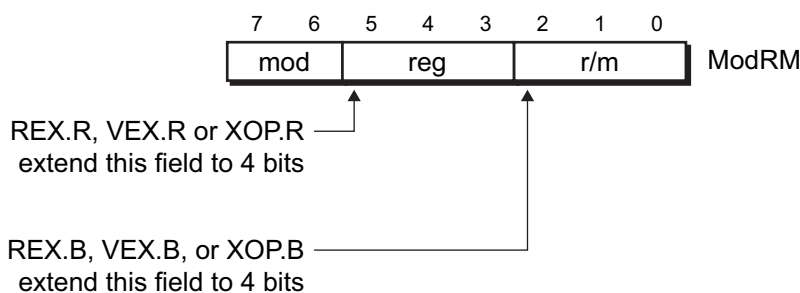 7 6 5 4 3 2 1 0
mod reg r/m ModRM
REX.R, VEX.R or XOP.R
extend this field to 4 bits
REX.B, VEX.B, or XOP.B
extend this field to 4 bits